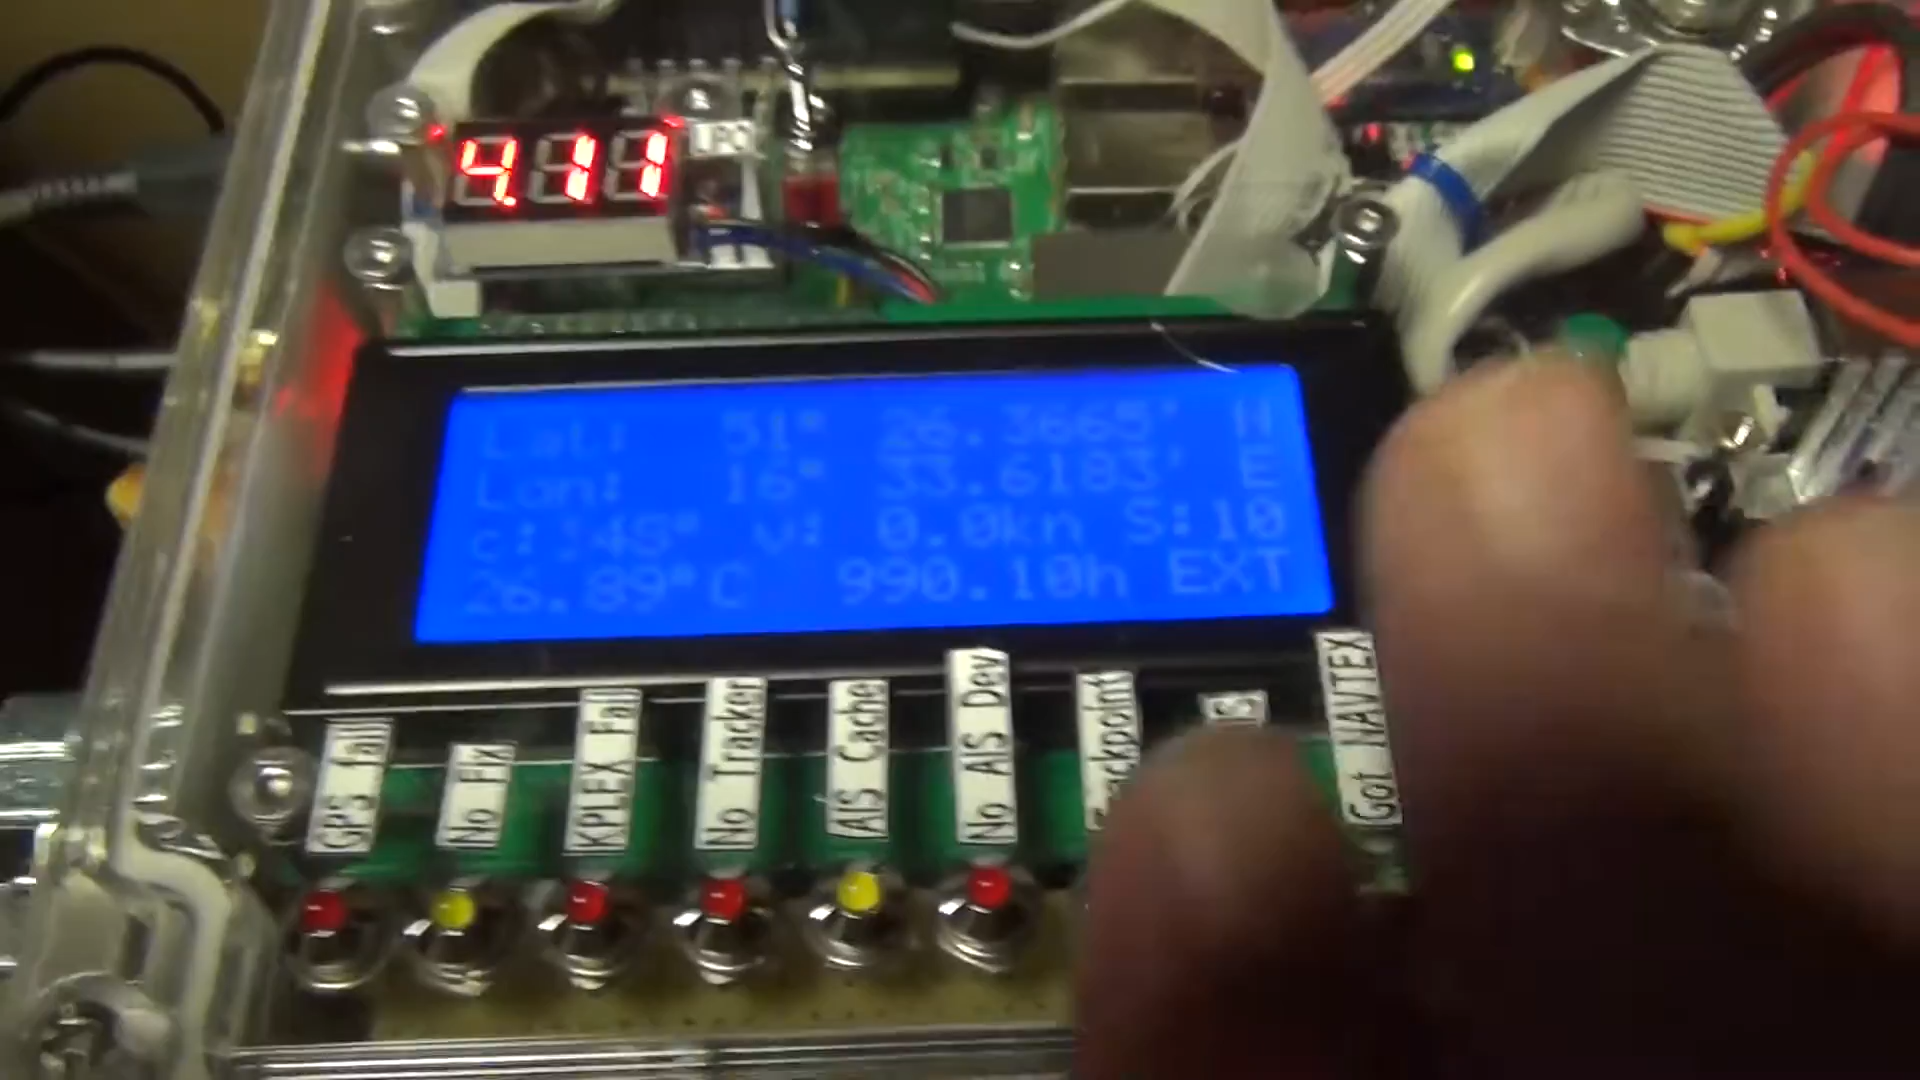 4.11
LPO
Lat: 51° 26.3665' N
Lon: 16° 33.6183' E
v: 0.0kn S:10
26.89°C 990.10h EXT
GPS fail
No Fix
KPLEX Fail
No Tracker
AIS Cache
No AIS Dev
Got NAVTEX